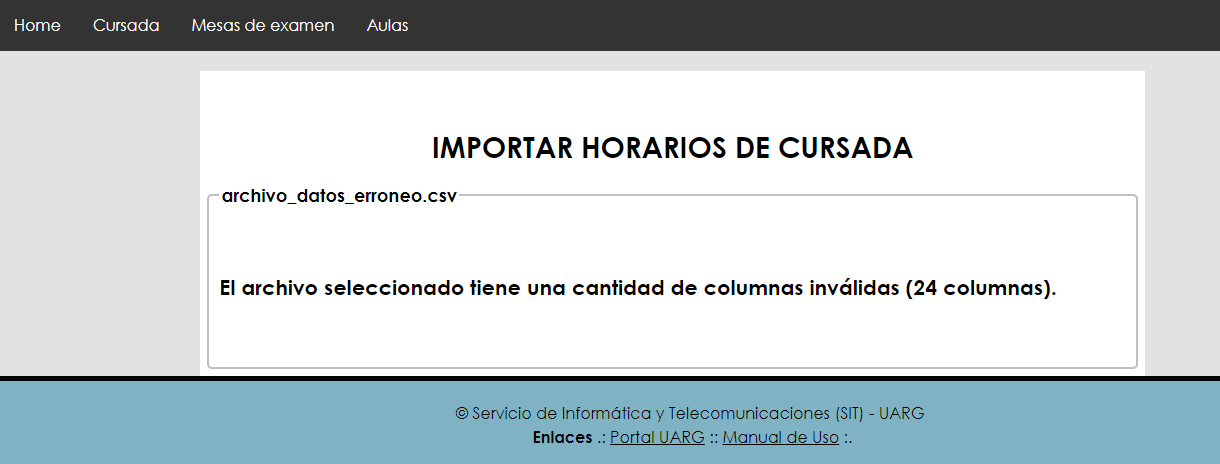 Home Cursada Mesas de examen Aulas
IMPORTAR HORARIOS DE CURSADA
archivo_datos_erroneo.csv
El archivo seleccionado tiene una cantidad de columnas inválidas (24 columnas).
© Servicio de Informática y Telecomunicaciones (SIT) - UARG
Enlaces .: Portal UARG :: Manual de Uso :.